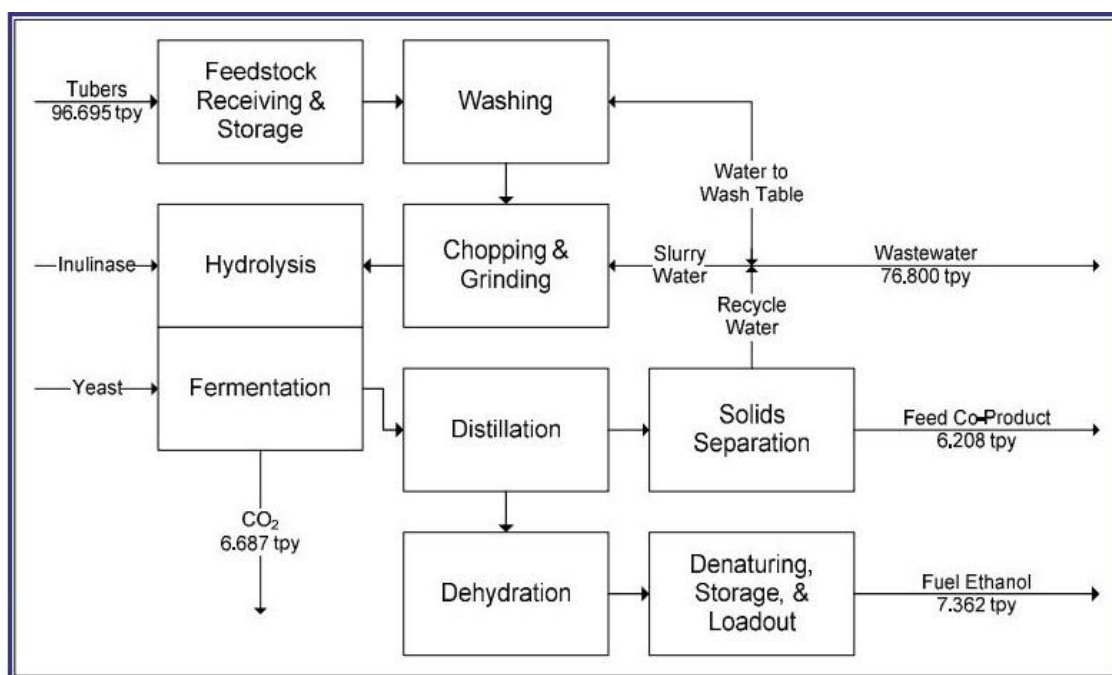 Tubers
96.695 tpy
Feedstock
Receiving &
Storage
Washing
Water to
Wash Table
Inulinase
Hydrolysis
Chopping &
Grinding
Slurry
Water
Wastewater
76.800 tpy
Recycle
Water
Yeast
Fermentation
Distillation
Solids
Separation
Feed Co-Product
6.208 tpy
CO₂
6.687 tpy
Dehydration
Denaturing,
Storage, &
Loadout
Fuel Ethanol
7.362 tpy